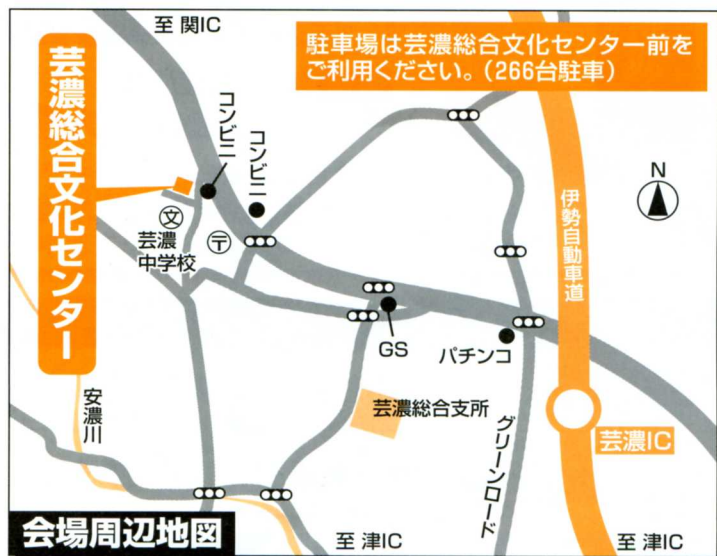 至 関IC
駐車場は芸濃総合文化センター前を
ご利用ください。（266台駐車）
芸濃総合文化センター
コンビニ
コンビニ
N
伊勢自動車道
文
芸濃
中学校
〒
GS
パチンコ
芸濃総合支所
安濃川
グリーンロード
芸濃IC
会場周辺地図
至 津IC
至 津IC